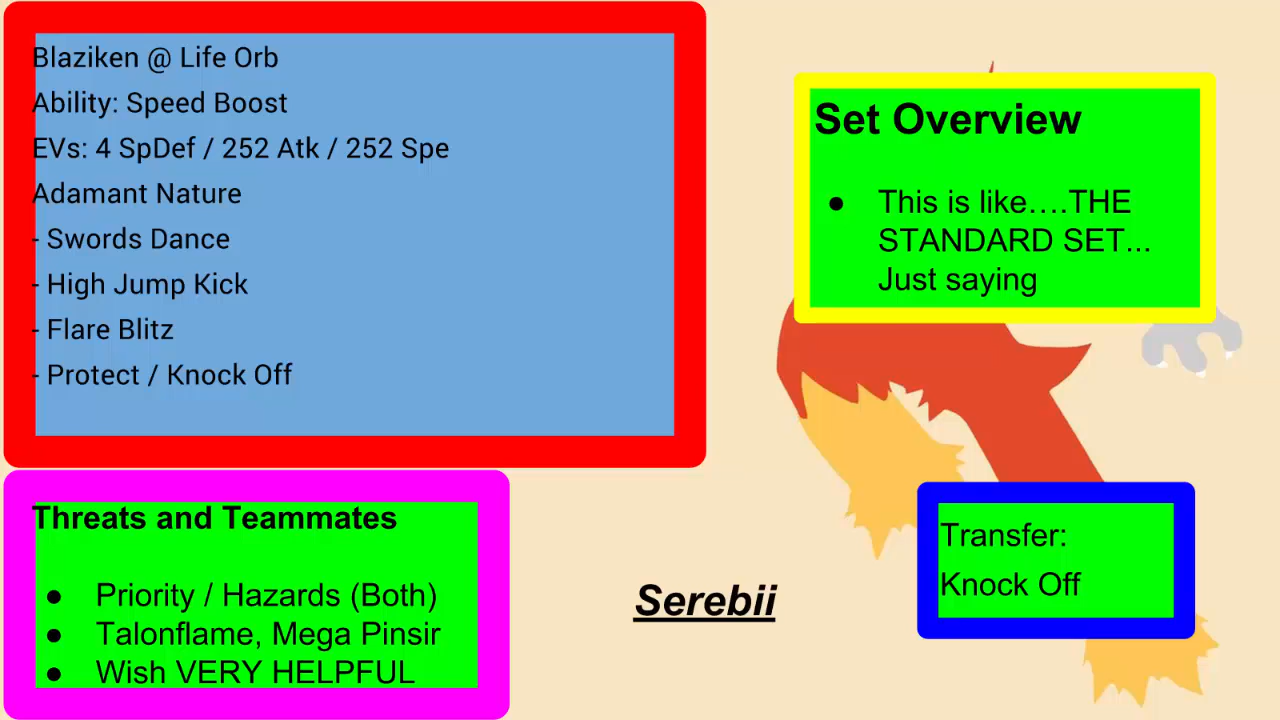 Blaziken @ Life Orb
Ability: Speed Boost
EVs: 4 SpDef / 252 Atk / 252 Spe
Adamant Nature
- Swords Dance
- High Jump Kick
- Flare Blitz
- Protect / Knock Off
Set Overview
● This is like….THE
STANDARD SET...
Just saying
Threats and Teammates
● Priority / Hazards (Both)
● Talonflame, Mega Pinsir
● Wish VERY HELPFUL
Serebii
Transfer:
Knock Off